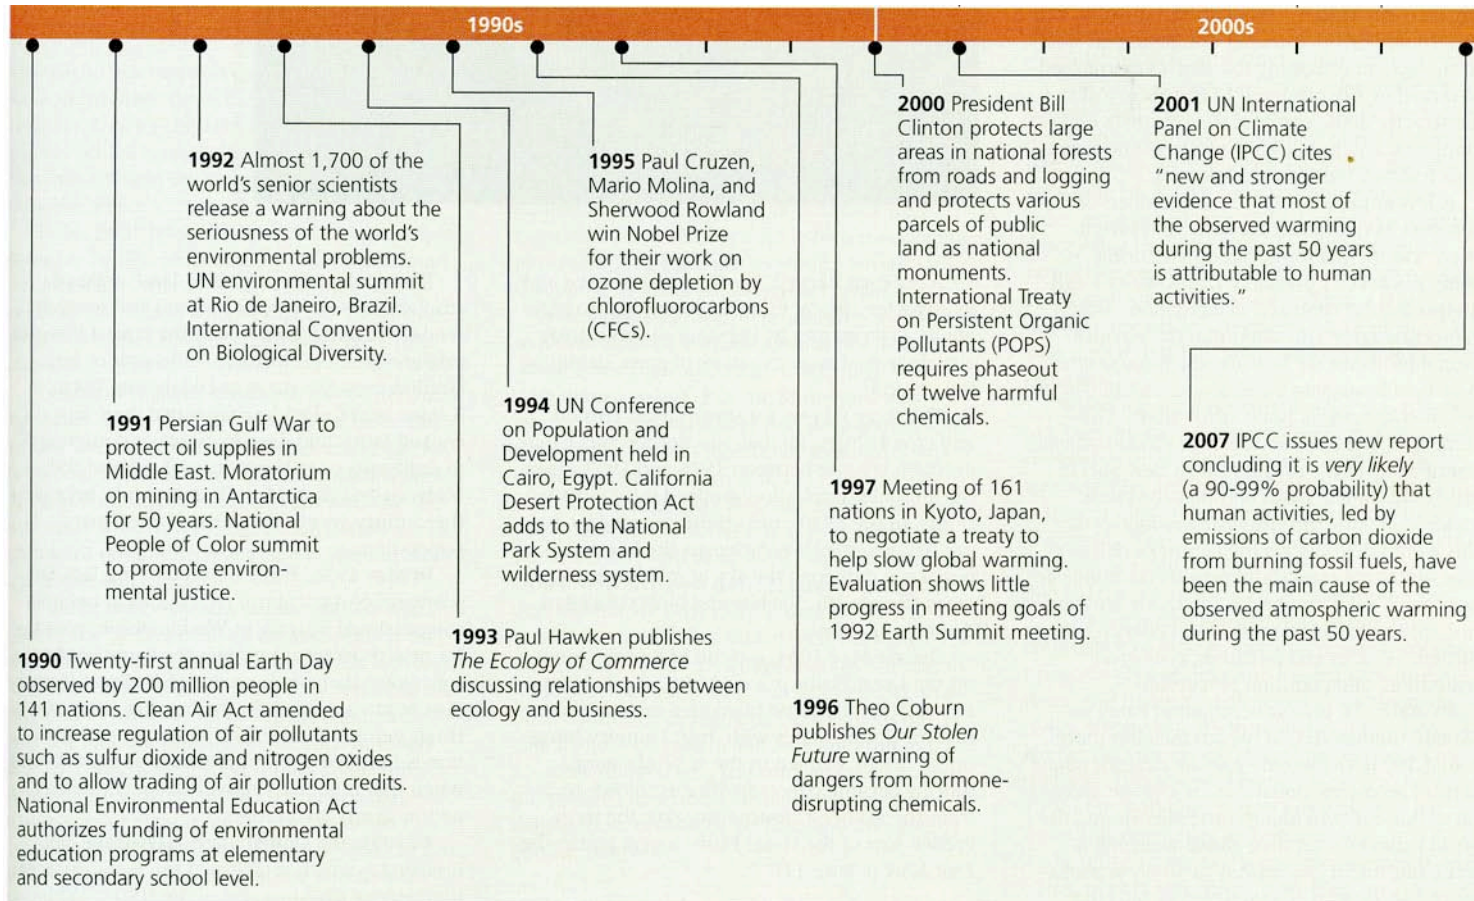 1990s
2000s
1990 Twenty-first annual Earth Day
observed by 200 million people in
141 nations. Clean Air Act amended
to increase regulation of air pollutants
such as sulfur dioxide and nitrogen oxides
and to allow trading of air pollution credits.
National Environmental Education Act
authorizes funding of environmental
education programs at elementary
and secondary school level.
1991 Persian Gulf War to
protect oil supplies in
Middle East. Moratorium
on mining in Antarctica
for 50 years. National
People of Color summit
to promote environ-
mental justice.
1992 Almost 1,700 of the
world's senior scientists
release a warning about the
seriousness of the world's
environmental problems.
UN environmental summit
at Rio de Janeiro, Brazil.
International Convention
on Biological Diversity.
1993 Paul Hawken publishes
The Ecology of Commerce
discussing relationships between
ecology and business.
1994 UN Conference
on Population and
Development held in
Cairo, Egypt. California
Desert Protection Act
adds to the National
Park System and
wilderness system.
1995 Paul Cruzen,
Mario Molina, and
Sherwood Rowland
win Nobel Prize
for their work on
ozone depletion by
chlorofluorocarbons
(CFCs).
1996 Theo Coburn
publishes Our Stolen
Future warning of
dangers from hormone-
disrupting chemicals.
1997 Meeting of 161
nations in Kyoto, Japan,
to negotiate a treaty to
help slow global warming.
Evaluation shows little
progress in meeting goals of
1992 Earth Summit meeting.
2000 President Bill
Clinton protects large
areas in national forests
from roads and logging
and protects various
parcels of public
land as national
monuments.
International Treaty
on Persistent Organic
Pollutants (POPS)
requires phaseout
of twelve harmful
chemicals.
2001 UN International
Panel on Climate
Change (IPCC) cites
"new and stronger
evidence that most of
the observed warming
during the past 50 years
is attributable to human
activities."
2007 IPCC issues new report
concluding it is very likely
(a 90-99% probability) that
human activities, led by
emissions of carbon dioxide
from burning fossil fuels, have
been the main cause of the
observed atmospheric warming
during the past 50 years.